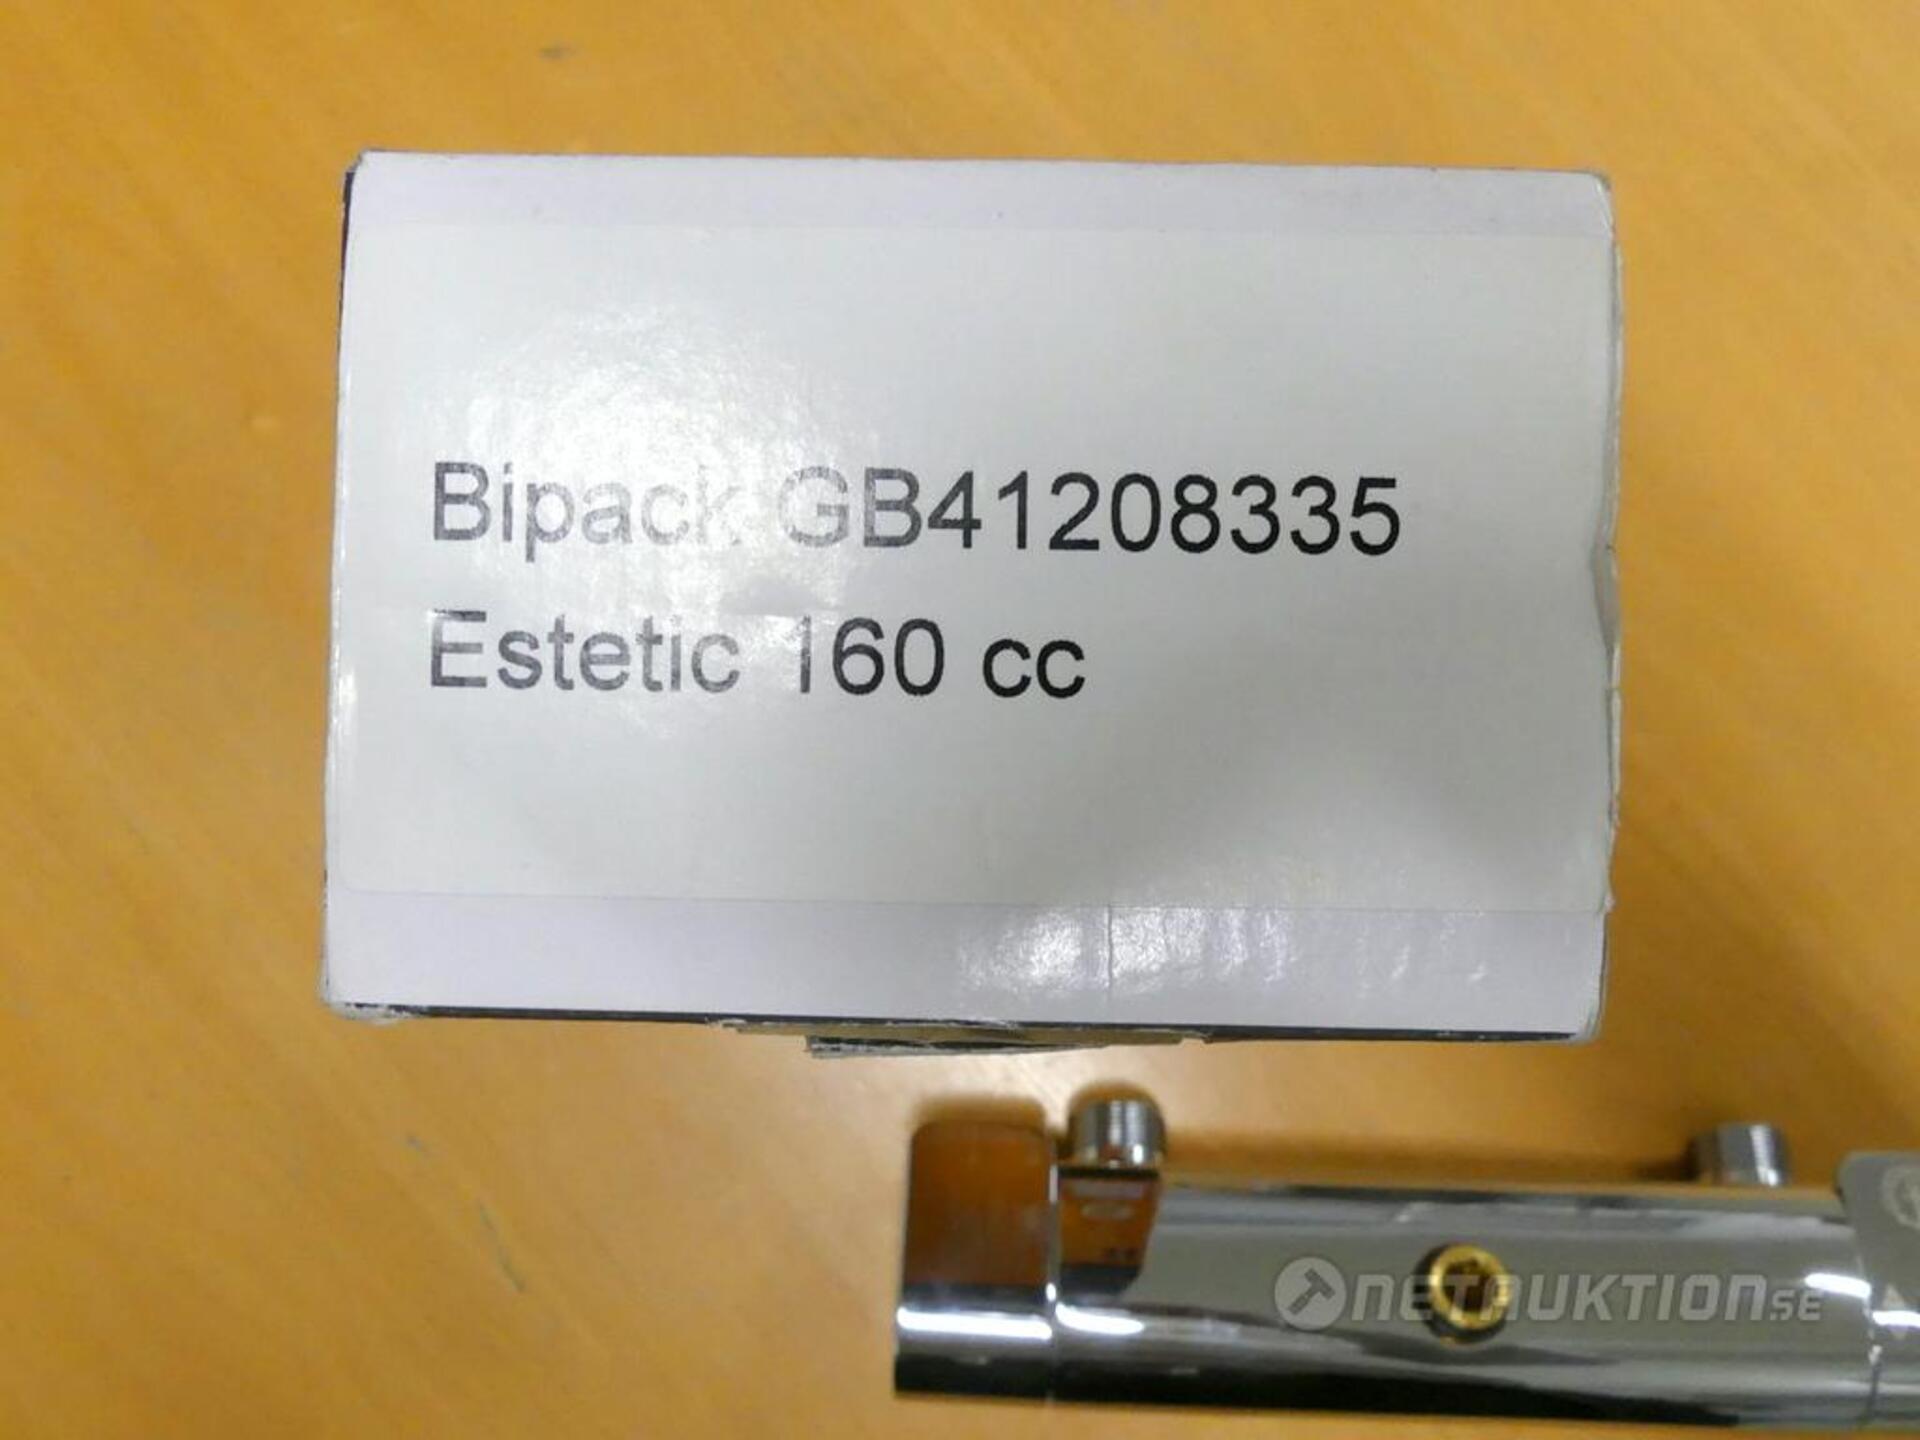 Bipack GB41208335
Estetic 160 cc
NETAUKTION.SE